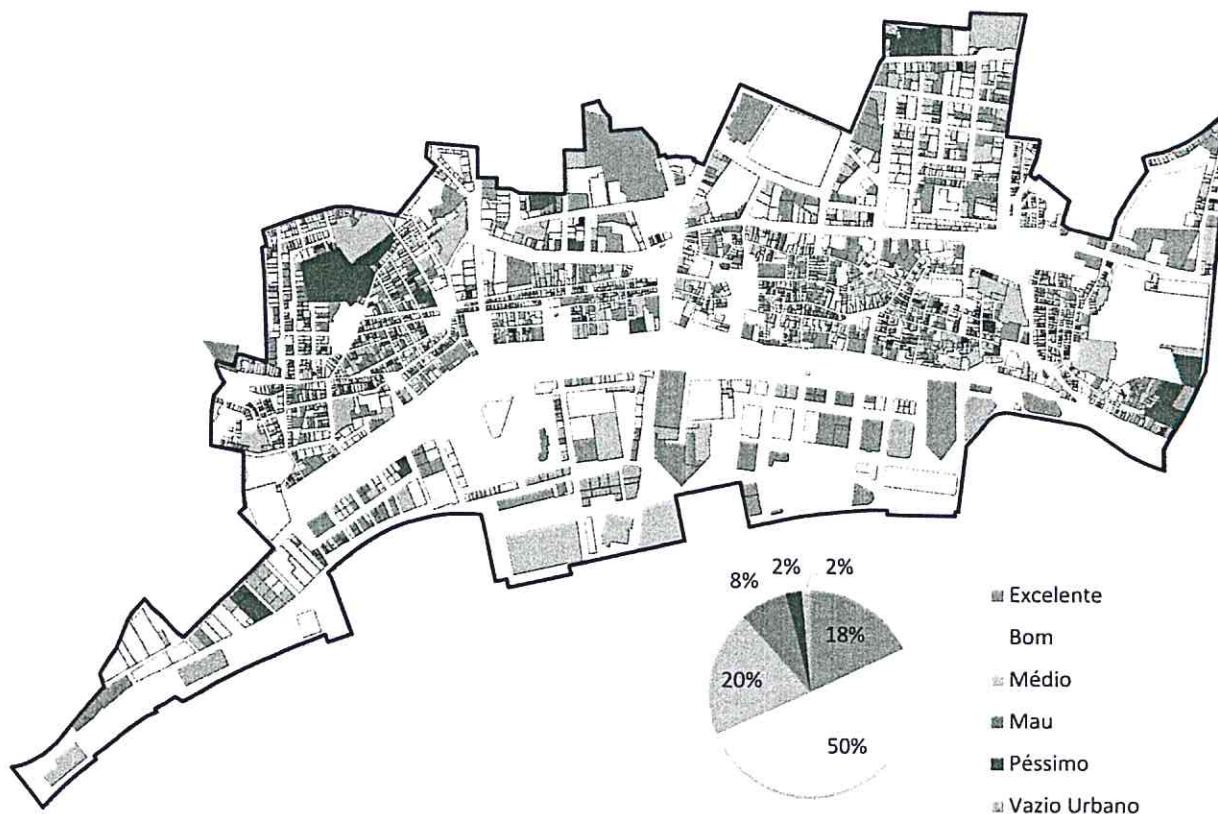 8%
2%
2%
18%
20%
50%
Excelente
Bom
Médio
Mau
Péssimo
Vazio Urbano